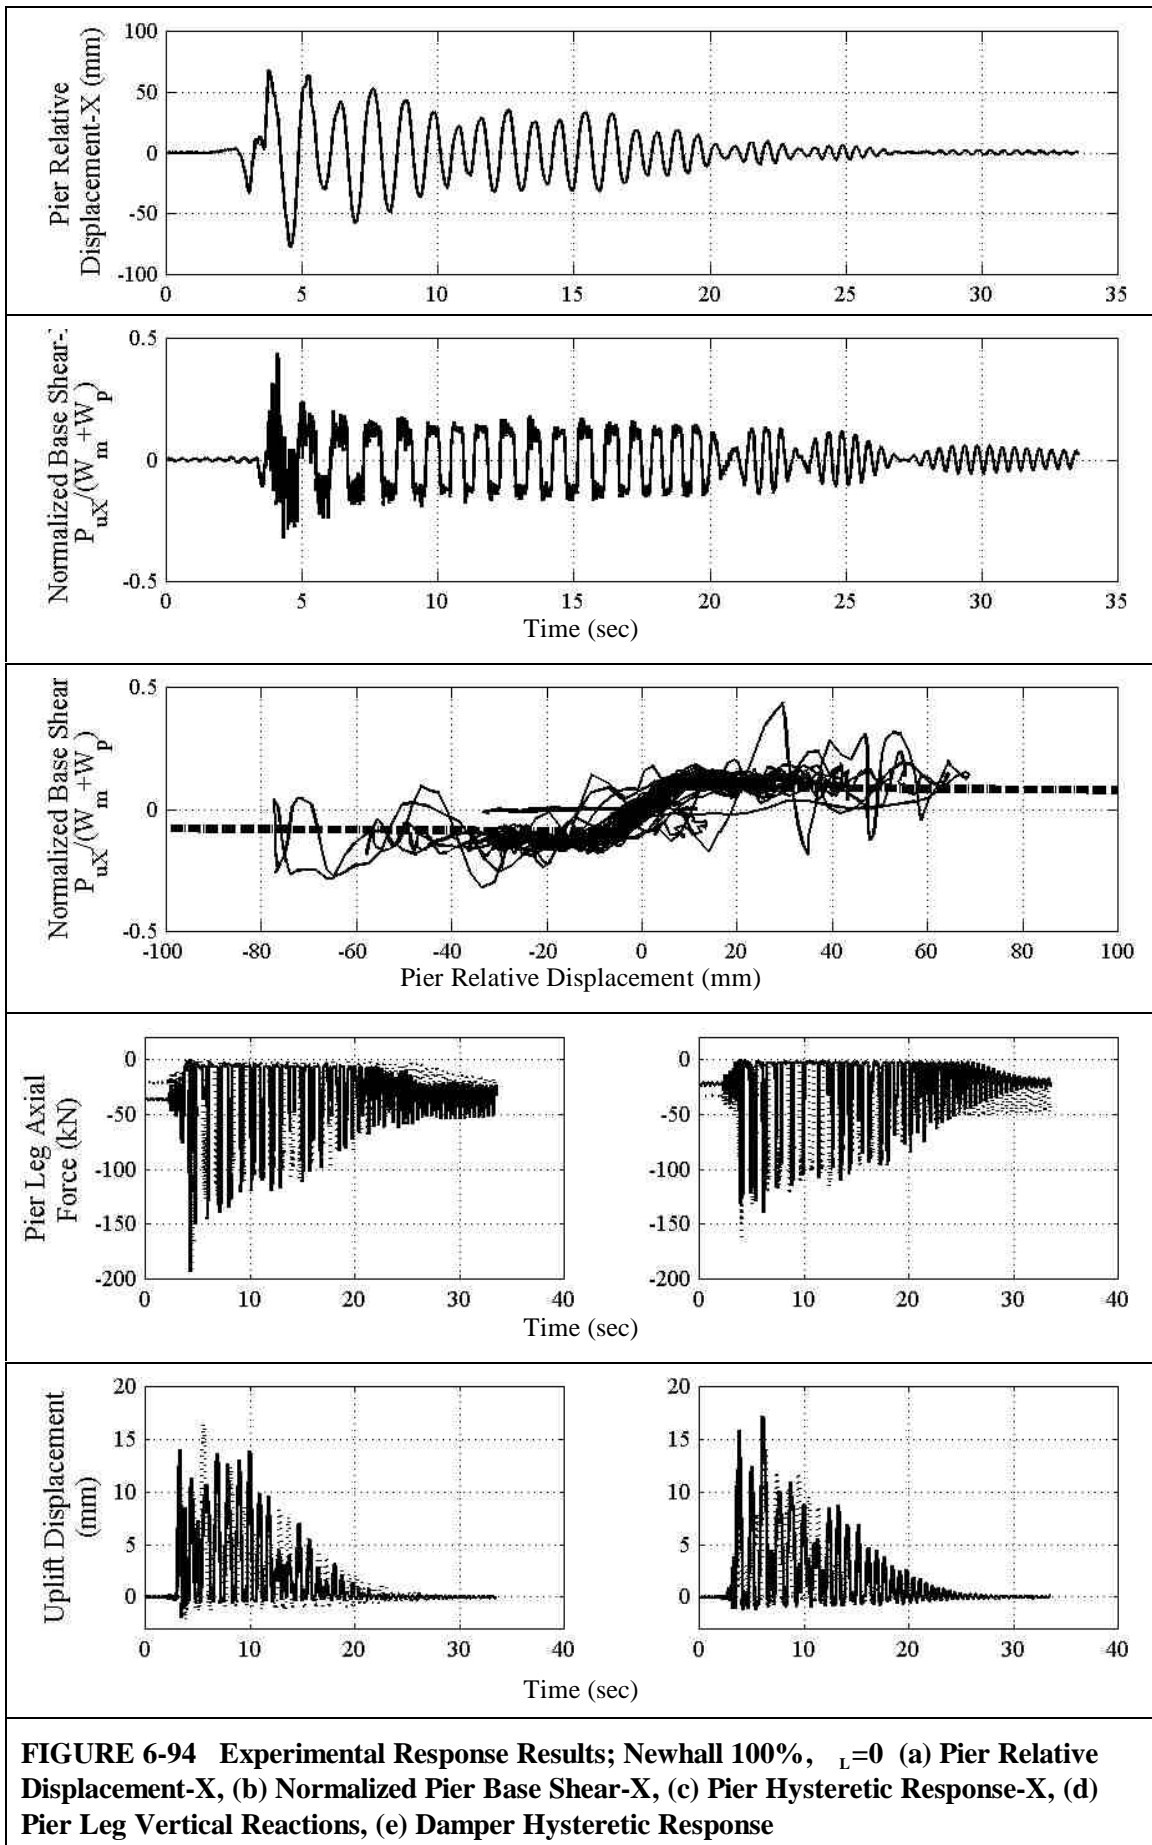 Pier Relative
Displacement-X (mm)
100
50
0
-50
-100
0 5 10 15 20 25 30 35
Normalized Base Shear-
P_uX/(W_m+W_p)
0.5
0
-0.5
0 5 10 15 20 25 30 35
Time (sec)
Normalized Base Shear
P_uX/(W_m+W_p)
0.5
0
-0.5
-100 -80 -60 -40 -20 0 20 40 60 80 100
Pier Relative Displacement (mm)
Pier Leg Axial
Force (kN)
0
-50
-100
-150
-200
0 10 20 30 40
0
-50
-100
-150
-200
0 10 20 30 40
Time (sec)
Uplift Displacement
(mm)
20
15
10
5
0
0 10 20 30 40
20
15
10
5
0
0 10 20 30 40
Time (sec)
FIGURE 6-94 Experimental Response Results; Newhall 100%, L=0 (a) Pier Relative
Displacement-X, (b) Normalized Pier Base Shear-X, (c) Pier Hysteretic Response-X, (d)
Pier Leg Vertical Reactions, (e) Damper Hysteretic Response